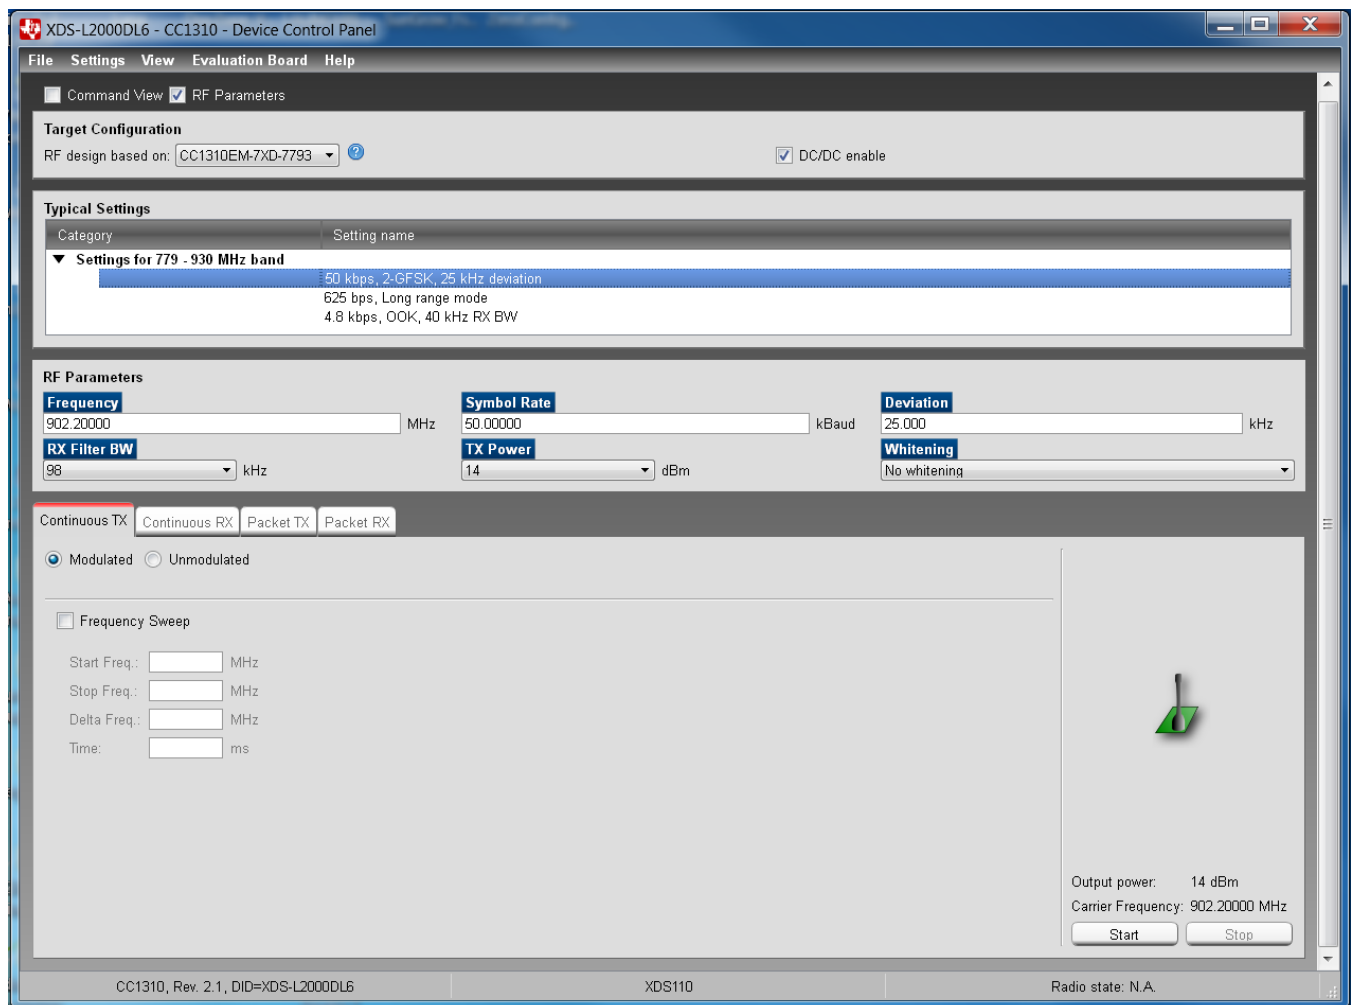 XDS-L2000DL6 - CC1310 - Device Control Panel
File Settings View Evaluation Board Help
Command View RF Parameters
Target Configuration
RF design based on: CC1310EM-7XD-7793 ? DC/DC enable
Typical Settings
Category Setting name
Settings for 779 - 930 MHz band
50 kbps, 2-GFSK, 25 kHz deviation
625 bps, Long range mode
4.8 kbps, OOK, 40 kHz RX BW
RF Parameters
Frequency Symbol Rate Deviation
902.20000 MHz 50.00000 kBaud 25.000 kHz
RX Filter BW TX Power Whitening
98 kHz 14 dBm No whitening
Continuous TX Continuous RX Packet TX Packet RX
Modulated Unmodulated
Frequency Sweep
Start Freq.: MHz
Stop Freq.: MHz
Delta Freq.: MHz
Time: ms
Output power: 14 dBm
Carrier Frequency: 902.20000 MHz
Start Stop
CC1310, Rev. 2.1, DID=XDS-L2000DL6 XDS110 Radio state: N.A.